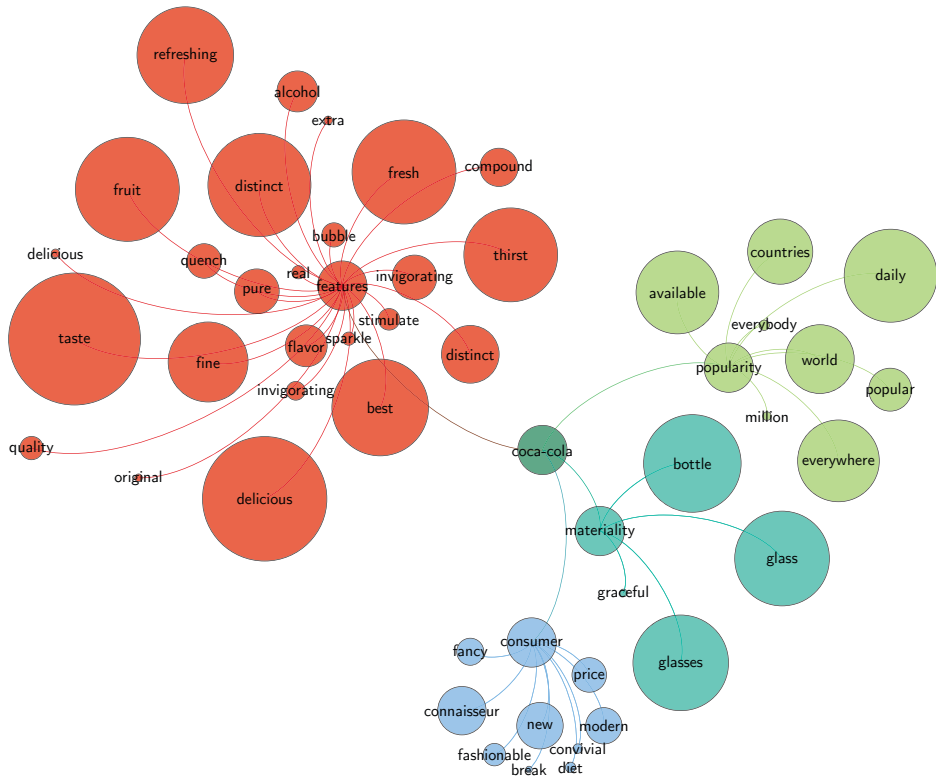 refreshing
alcohol
extra
fresh
compound
fruit
distinct
bubble
delicious
quench
real
features
invigorating
thirst
pure
stimulate
taste
fine
flavor
sparkle
distinct
invigorating
best
quality
original
delicious
countries
available
daily
everybody
popularity
world
popular
million
everywhere
coca-cola
bottle
materiality
glass
graceful
glasses
consumer
fancy
price
connaisseur
new
modern
fashionable
convivial
break
diet